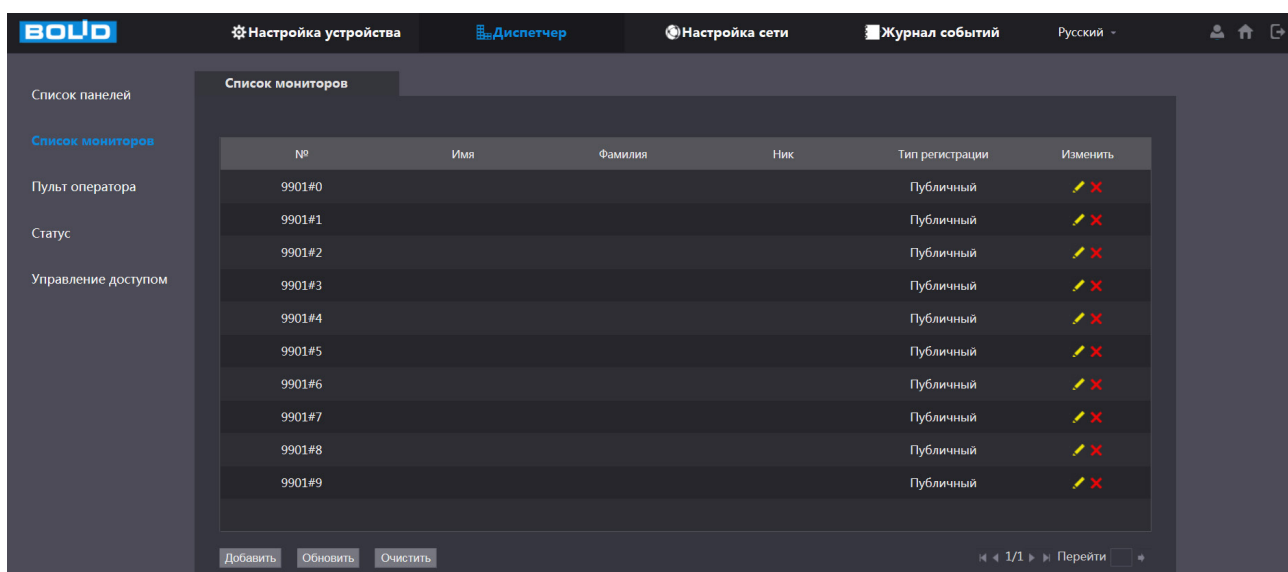 BOLID Настройка устройства Диспетчер Настройка сети Журнал событий Русский
Список панелей
Список мониторов
Пульт оператора
Статус
Управление доступом
Список мониторов
№ Имя Фамилия Ник Тип регистрации Изменить
9901#0 Публичный
9901#1 Публичный
9901#2 Публичный
9901#3 Публичный
9901#4 Публичный
9901#5 Публичный
9901#6 Публичный
9901#7 Публичный
9901#8 Публичный
9901#9 Публичный
Добавить Обновить Очистить 1/1 Перейти